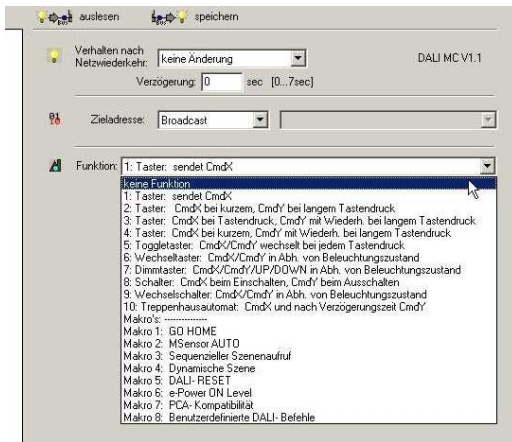 auslesen speichern
Verhalten nach Netzwiederkehr: keine Änderung DALI MC V1.1
Verzögerung: 0 sec [0...7sec]
Zieladresse: Broadcast
Funktion: 1: Taster: sendet CmdX
keine Funktion
1: Taster: sendet CmdX
2: Taster: CmdX bei kurzem, CmdY bei langem Tastendruck
3: Taster: CmdX bei Tastendruck, CmdY mit Wiederh. bei langem Tastendruck
4: Taster: CmdX bei kurzem, CmdY mit Wiederh. bei langem Tastendruck
5: Toggletaster: CmdX/CmdY wechselt bei jedem Tastendruck
6: Wechseltaster: CmdX/CmdY in Abh. von Beleuchtungszustand
7: Dimmtaster: CmdX/CmdY/UP/DOWN in Abh. von Beleuchtungszustand
8: Schalter: CmdX beim Einschalten, CmdY beim Ausschalten
9: Wechselschalter: CmdX/CmdY in Abh. von Beleuchtungszustand
10: Treppenhausautomat: CmdX und nach Verzögerungszeit CmdY
Makro's: ---------------
Makro 1: GO HOME
Makro 2: MSensor AUTO
Makro 3: Sequenzieller Szenenaufruf
Makro 4: Dynamische Szene
Makro 5: DALI- RESET
Makro 6: e-Power ON Level
Makro 7: PCA- Kompatibilität
Makro 8: Benutzerdefinierte DALI- Befehle